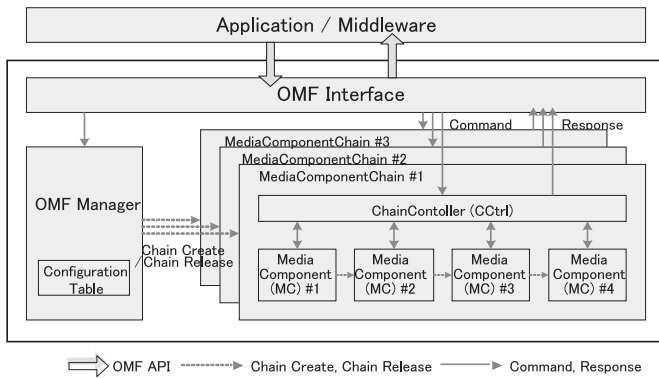 Application / Middleware
OMF Interface
Command
Response
MediaComponentChain #3
MediaComponentChain #2
MediaComponentChain #1
OMF Manager
ChainContoller (CCtrl)
Chain Create
Chain Release
Configuration
Table
Media
Component
(MC) #1
Media
Component
(MC) #2
Media
Component
(MC) #3
Media
Component
(MC) #4
OMF API
Chain Create, Chain Release
Command, Response